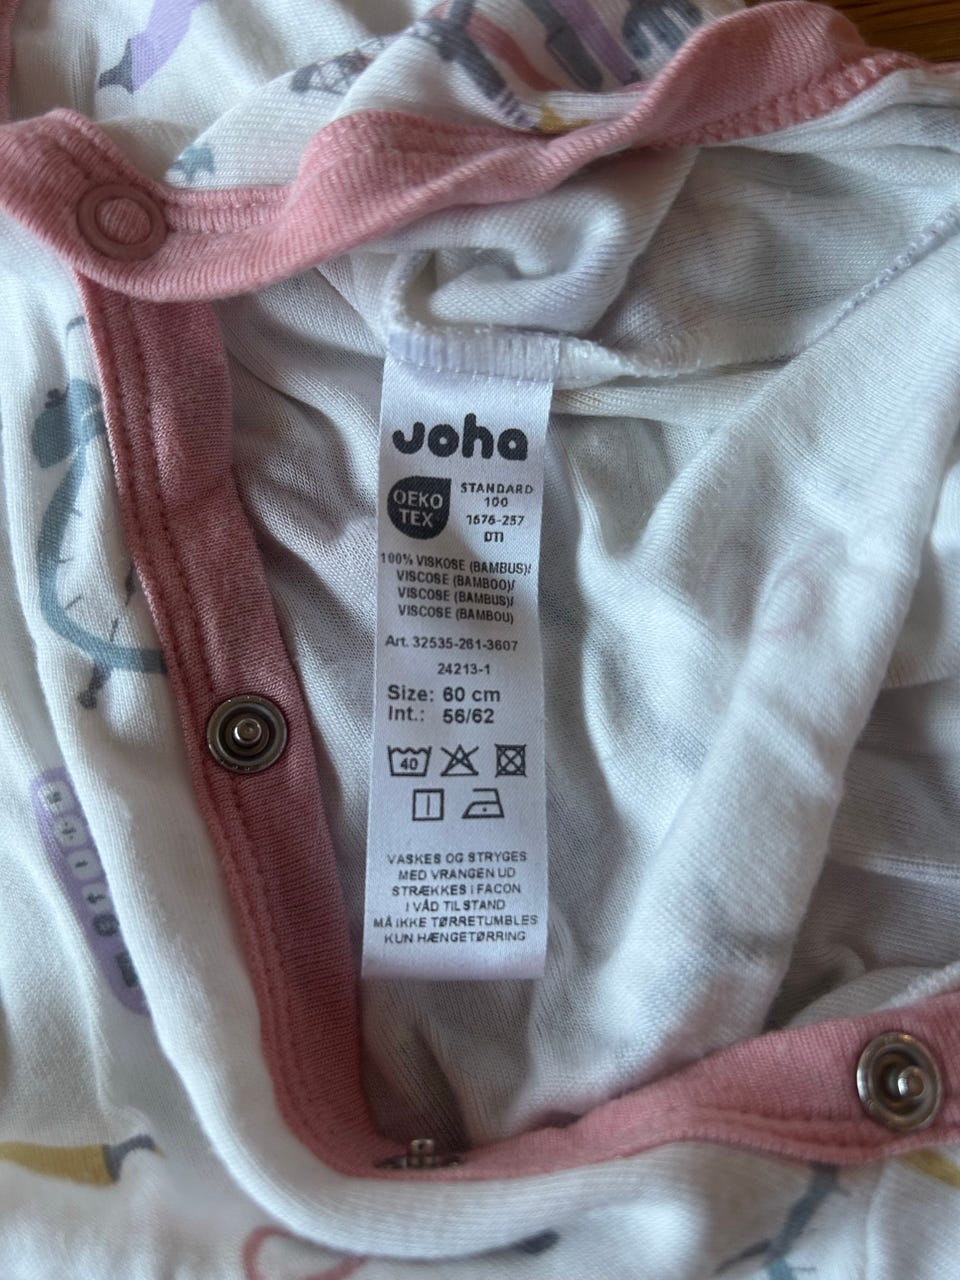 Joha
OEKO
TEX
STANDARD
100
1676-257
DTI
100% VISKOSE (BAMBUS)/
VISCOSE (BAMBOO)/
VISCOSE (BAMBUS)/
VISCOSE (BAMBOU)
Art. 32535-261-3607
24213-1
Size: 60 cm
Int.: 56/62
40
VASKES OG STRYGES
MED VRANGEN UD
STRÆKKES I FACON
I VÅD TILSTAND
MÅ IKKE TØRRETUMBLES
KUN HÆNGETØRRING